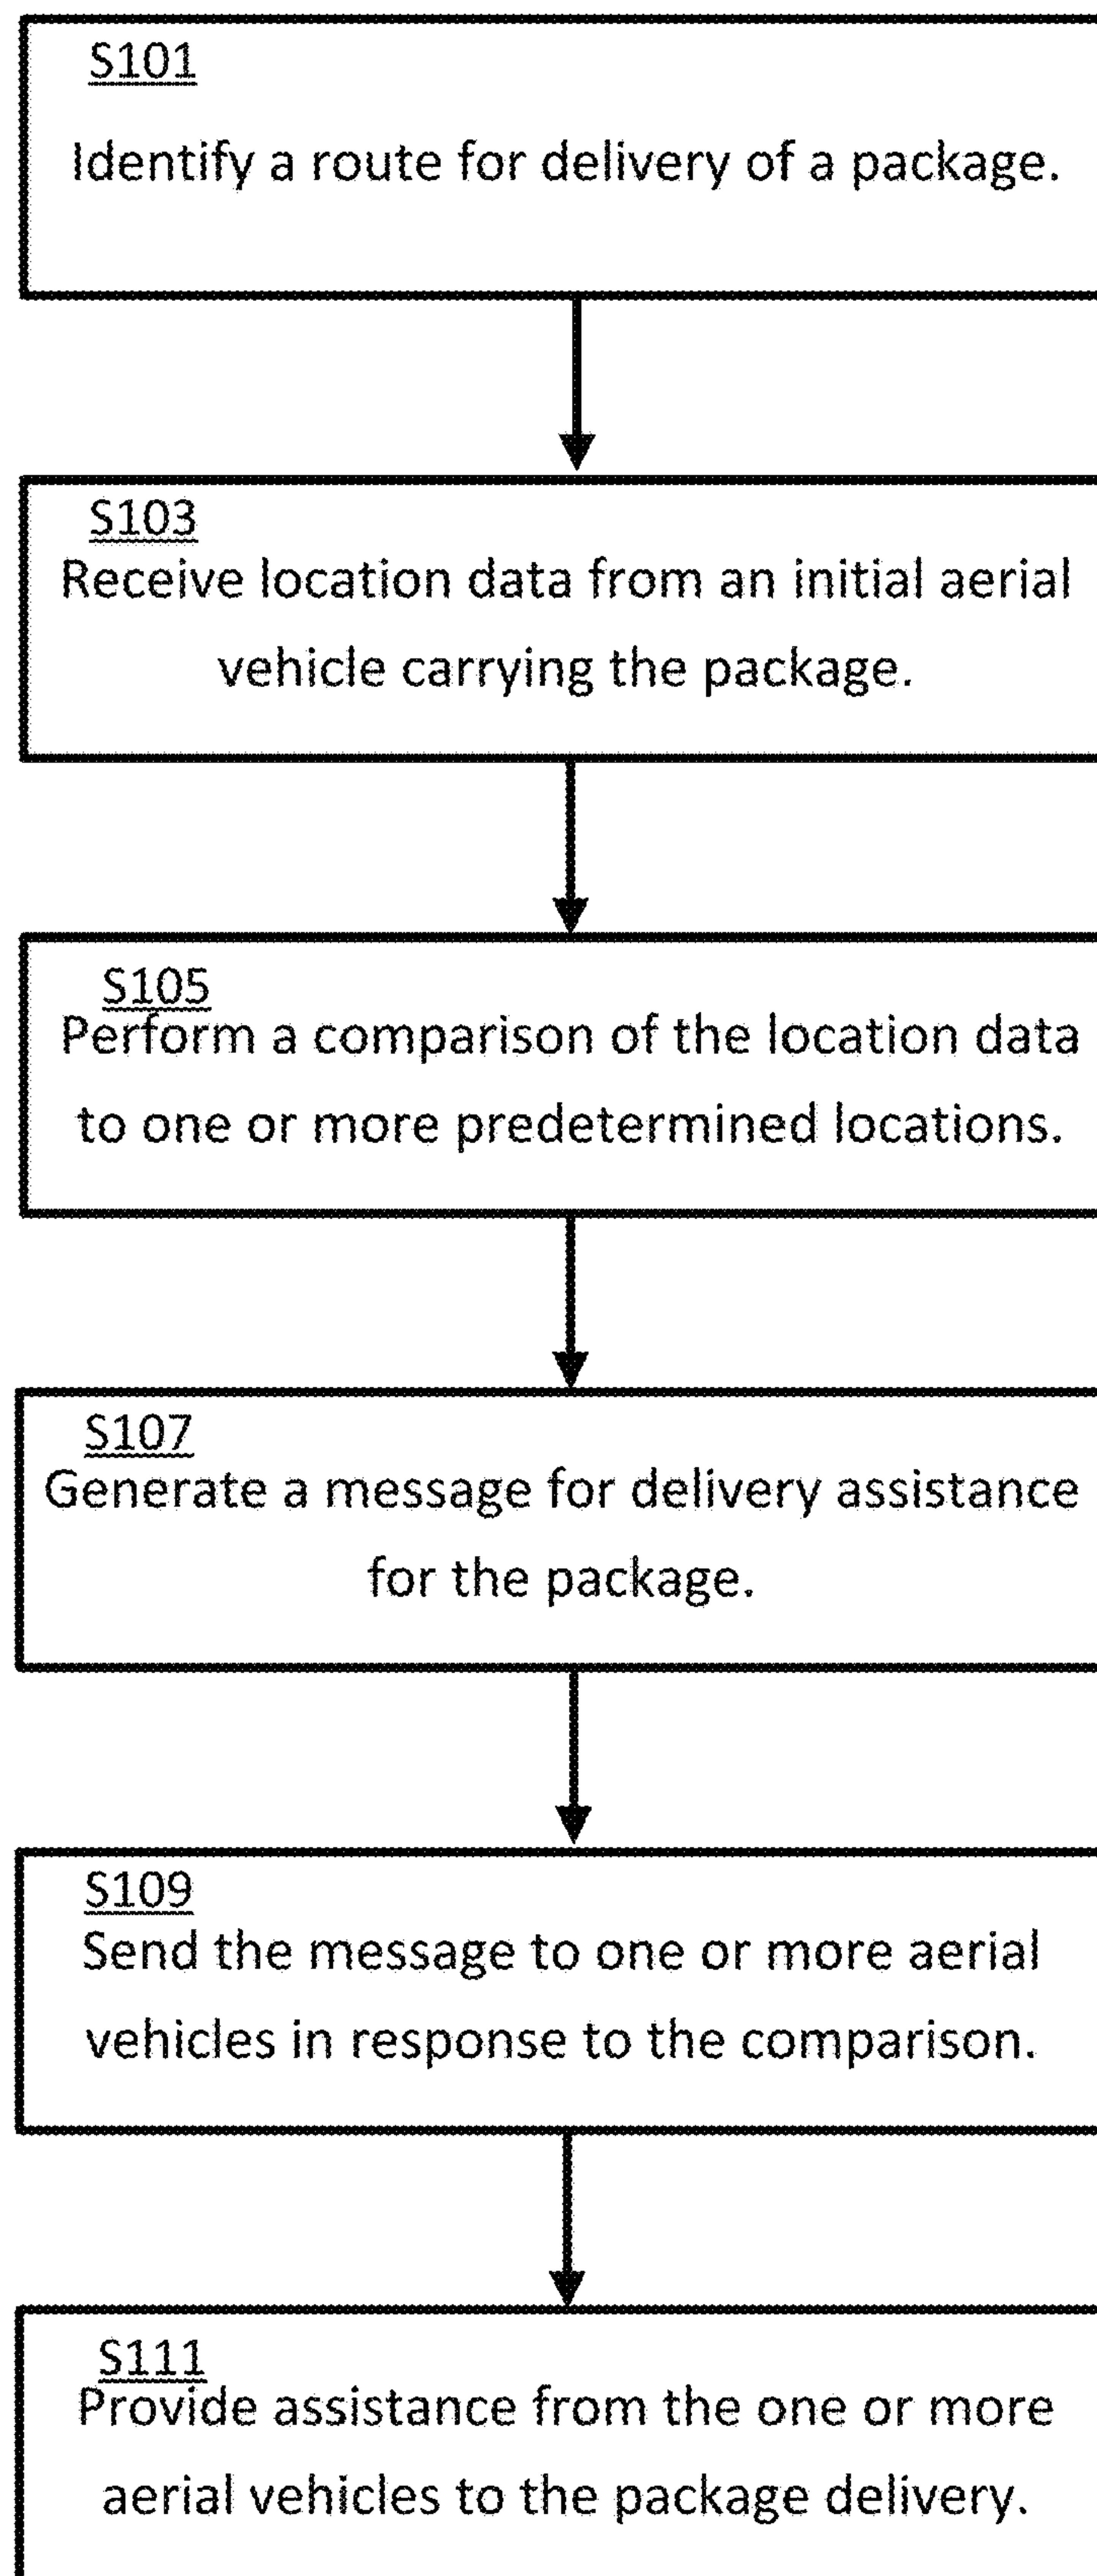 S101
Identify a route for delivery of a package.
S103
Receive location data from an initial aerial
vehicle carrying the package.
S105
Perform a comparison of the location data
to one or more predetermined locations.
S107
Generate a message for delivery assistance
for the package.
S109
Send the message to one or more aerial
vehicles in response to the comparison.
S111
Provide assistance from the one or more
aerial vehicles to the package delivery.